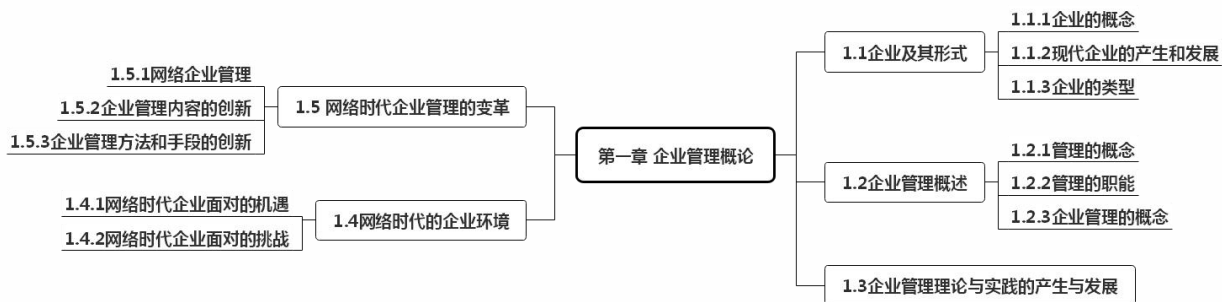 第一章 企业管理概论
1.1企业及其形式
1.1.1企业的概念
1.1.2现代企业的产生和发展
1.1.3企业的类型
1.2企业管理概述
1.2.1管理的概念
1.2.2管理的职能
1.2.3企业管理的概念
1.3企业管理理论与实践的产生与发展
1.4网络时代的企业环境
1.4.1网络时代企业面对的机遇
1.4.2网络时代企业面对的挑战
1.5 网络时代企业管理的变革
1.5.1网络企业管理
1.5.2企业管理内容的创新
1.5.3企业管理方法和手段的创新